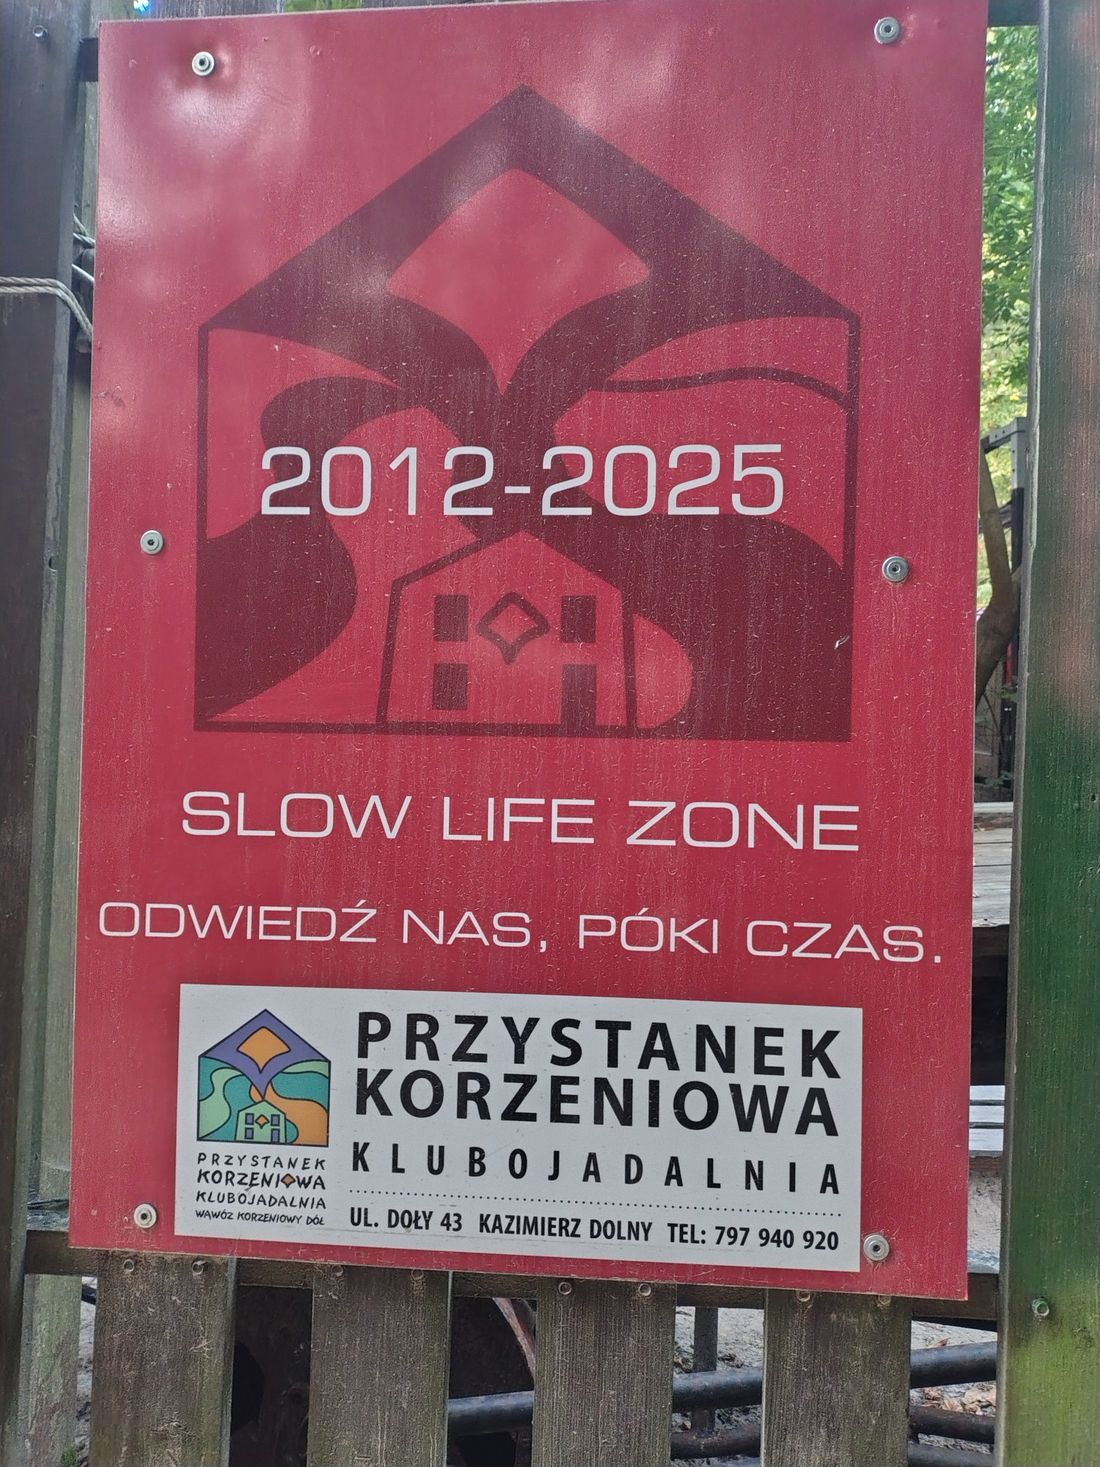 2012-2025
SLOW LIFE ZONE
ODWIEDŹ NAS, PÓKI CZAS.
PRZYSTANEK
KORZENIOWA
KLUBOJADALNIA
UL. DOŁY 43 KAZIMIERZ DOLNY TEL: 797 940 920
PRZYSTANEK
KORZENIOWA
KLUBOJADALNIA
WĄWÓZ KORZENIOWY DÓŁ